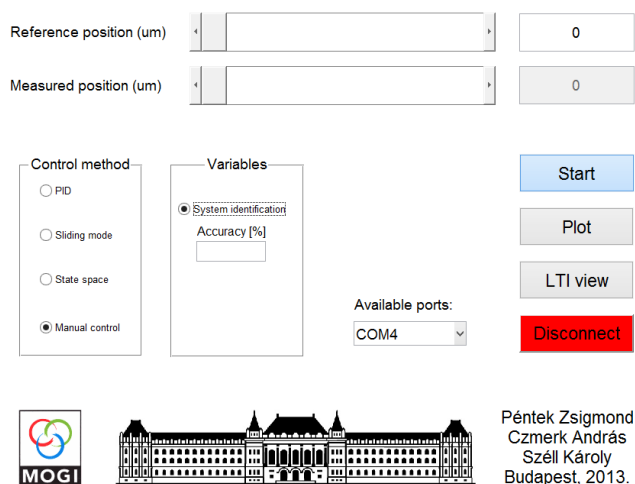 Reference position (um)
0
Measured position (um)
0
Control method
PID
Sliding mode
State space
Manual control
Variables
System identification
Accuracy [%]
Available ports:
COM4
Start
Plot
LTI view
Disconnect
MOGI
Péntek Zsigmond
Czmerk András
Széll Károly
Budapest, 2013.